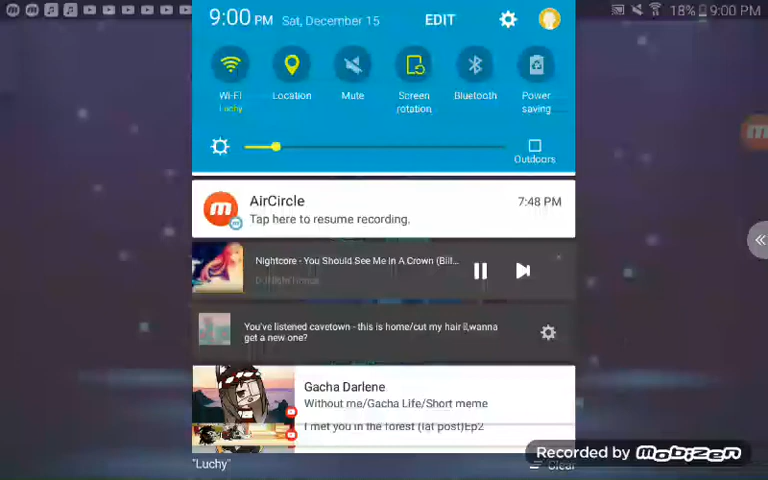 9:00 PM Sat, December 15 EDIT
18% 9:00 PM
Wi-Fi Location Mute Screen rotation Bluetooth Power saving
Luchy
Outdoors
AirCircle 7:48 PM
Tap here to resume recording.
Nightcore - You Should See Me In A Crown (Bill...
You've listened cavetown - this is home/cut my hair ii,wanna
get a new one?
Gacha Darlene
Without me/Gacha Life/Short meme
I met you in the forest (lal post)Ep2
Recorded by MOBIZEN
"Luchy" Clear